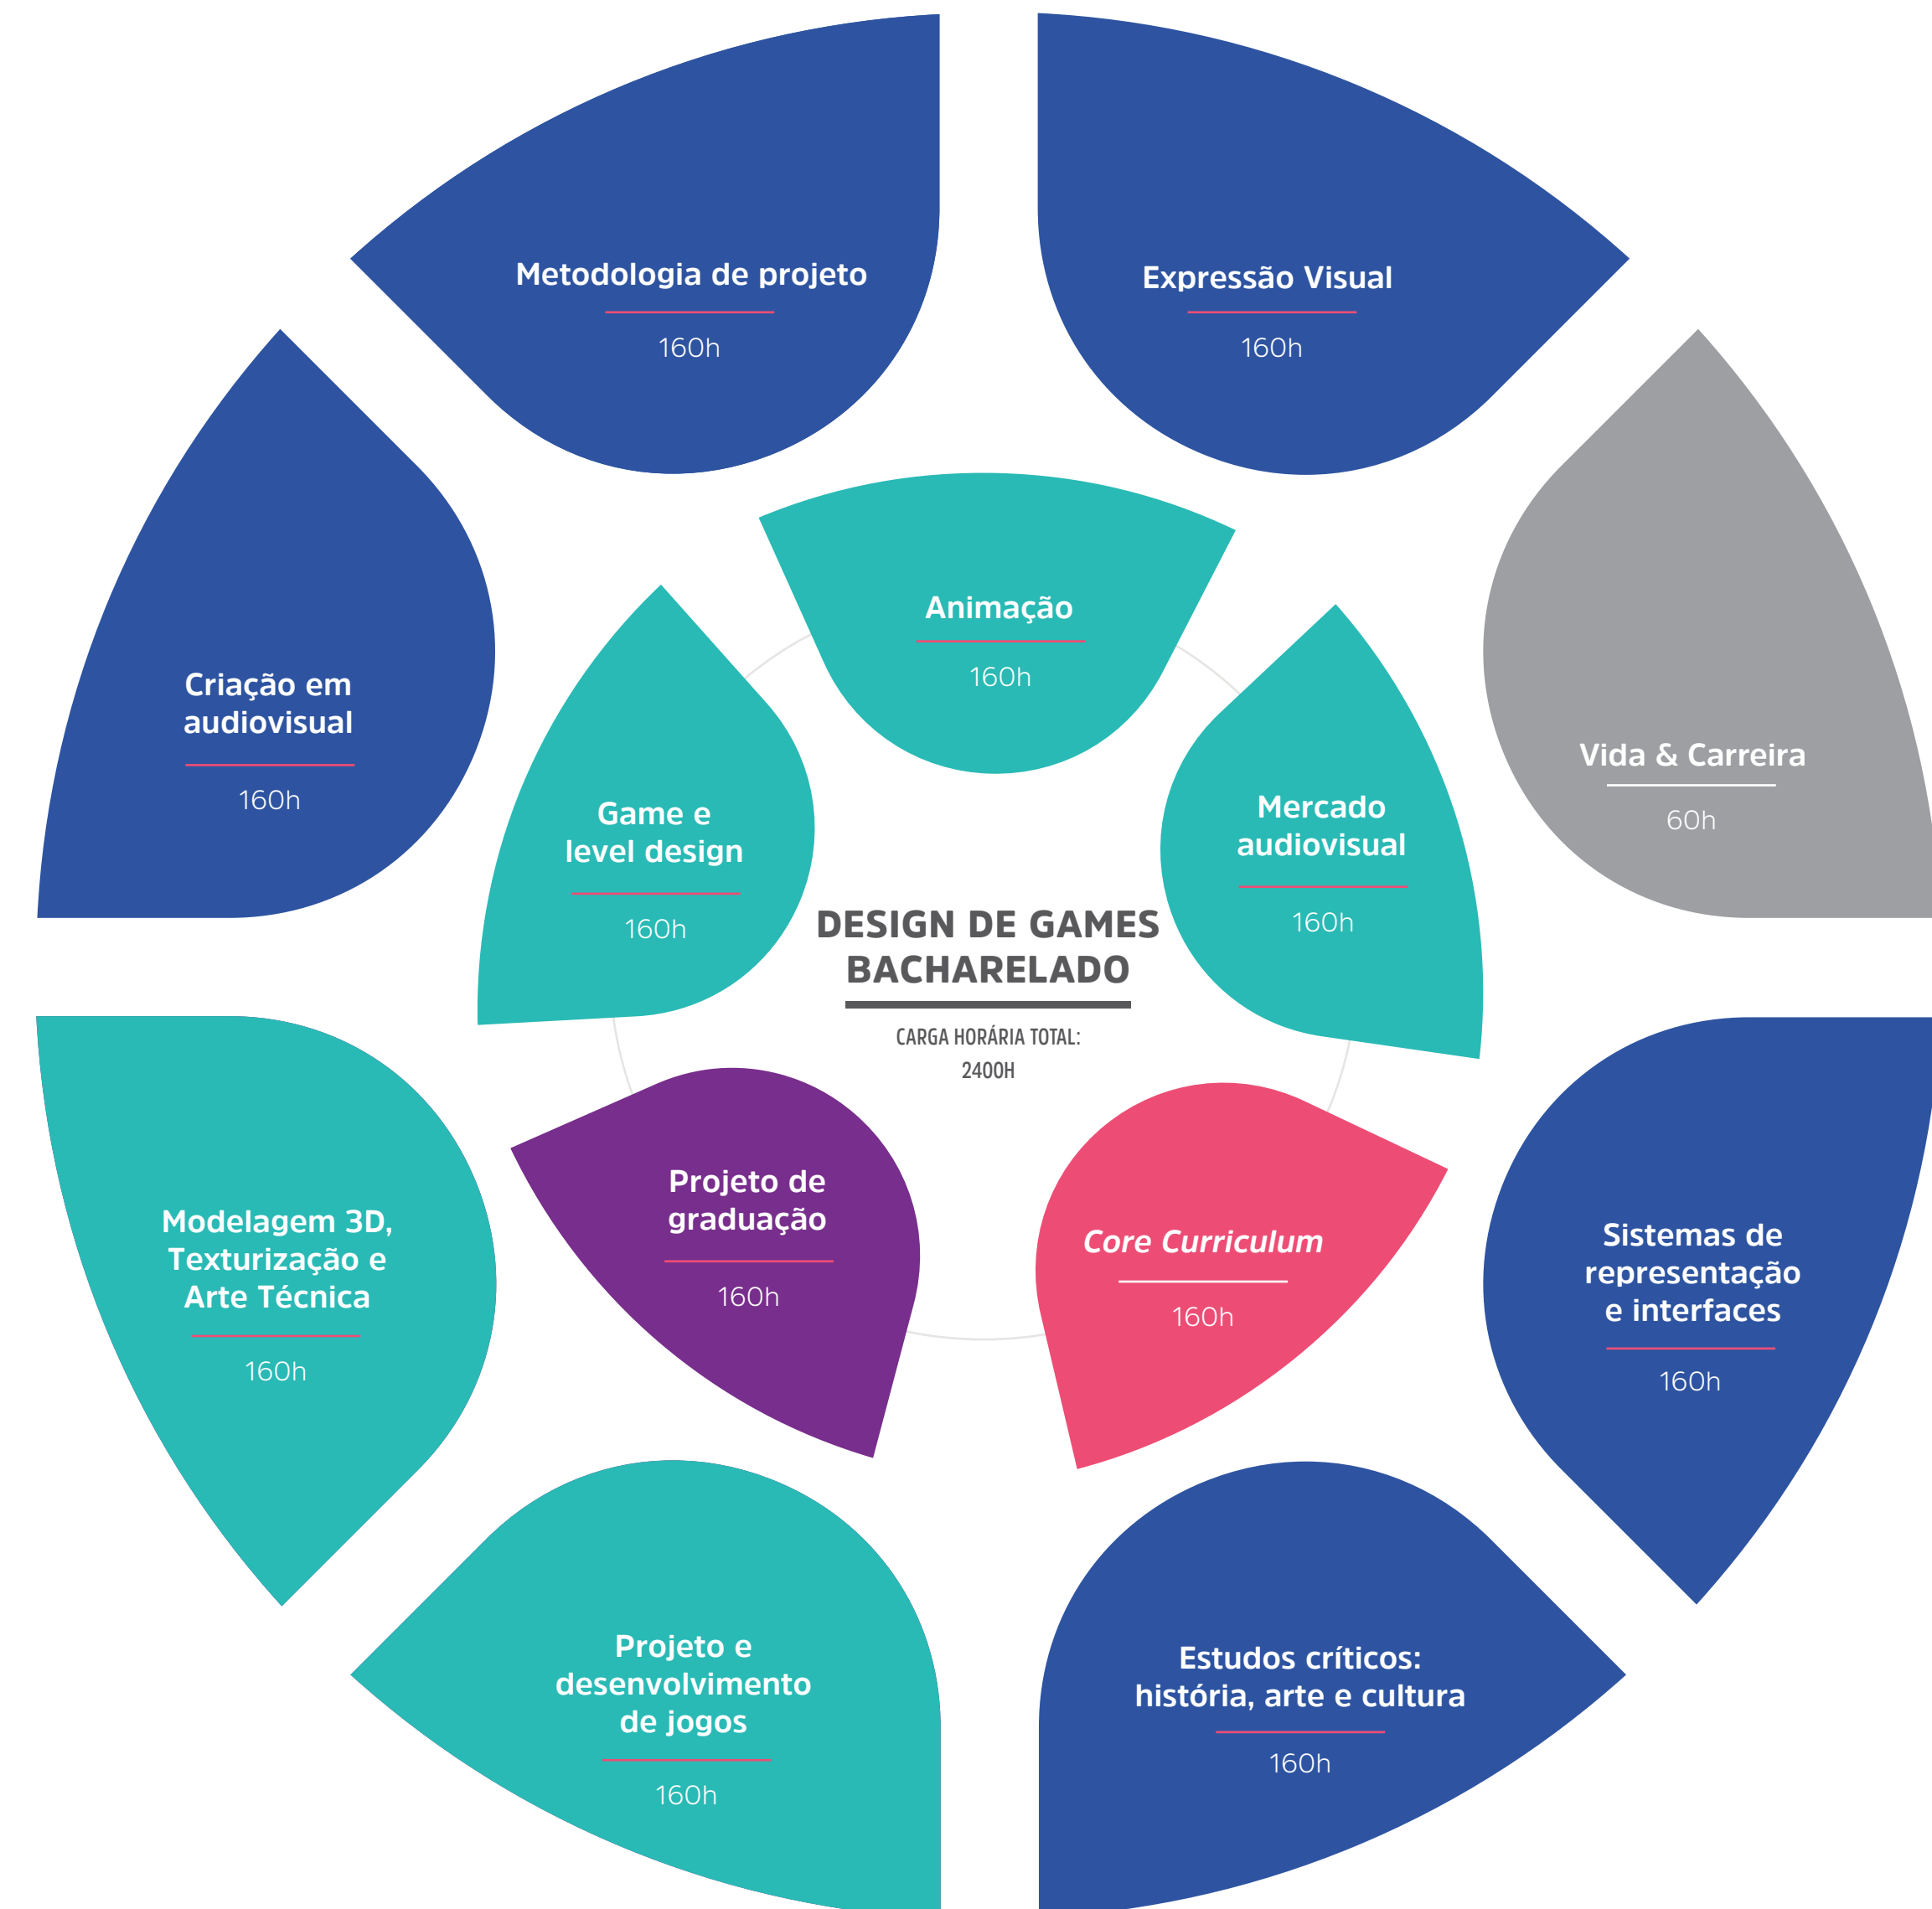 Metodologia de projeto
160h
Expressão Visual
160h
Criação em
audiovisual
160h
Vida & Carreira
60h
Animação
160h
Game e
level design
160h
Mercado
audiovisual
160h
DESIGN DE GAMES
BACHARELADO
CARGA HORÁRIA TOTAL:
2400H
Projeto de
graduação
160h
Core Curriculum
160h
Modelagem 3D,
Texturização e
Arte Técnica
160h
Sistemas de
representação
e interfaces
160h
Projeto e
desenvolvimento
de jogos
160h
Estudos críticos:
história, arte e cultura
160h